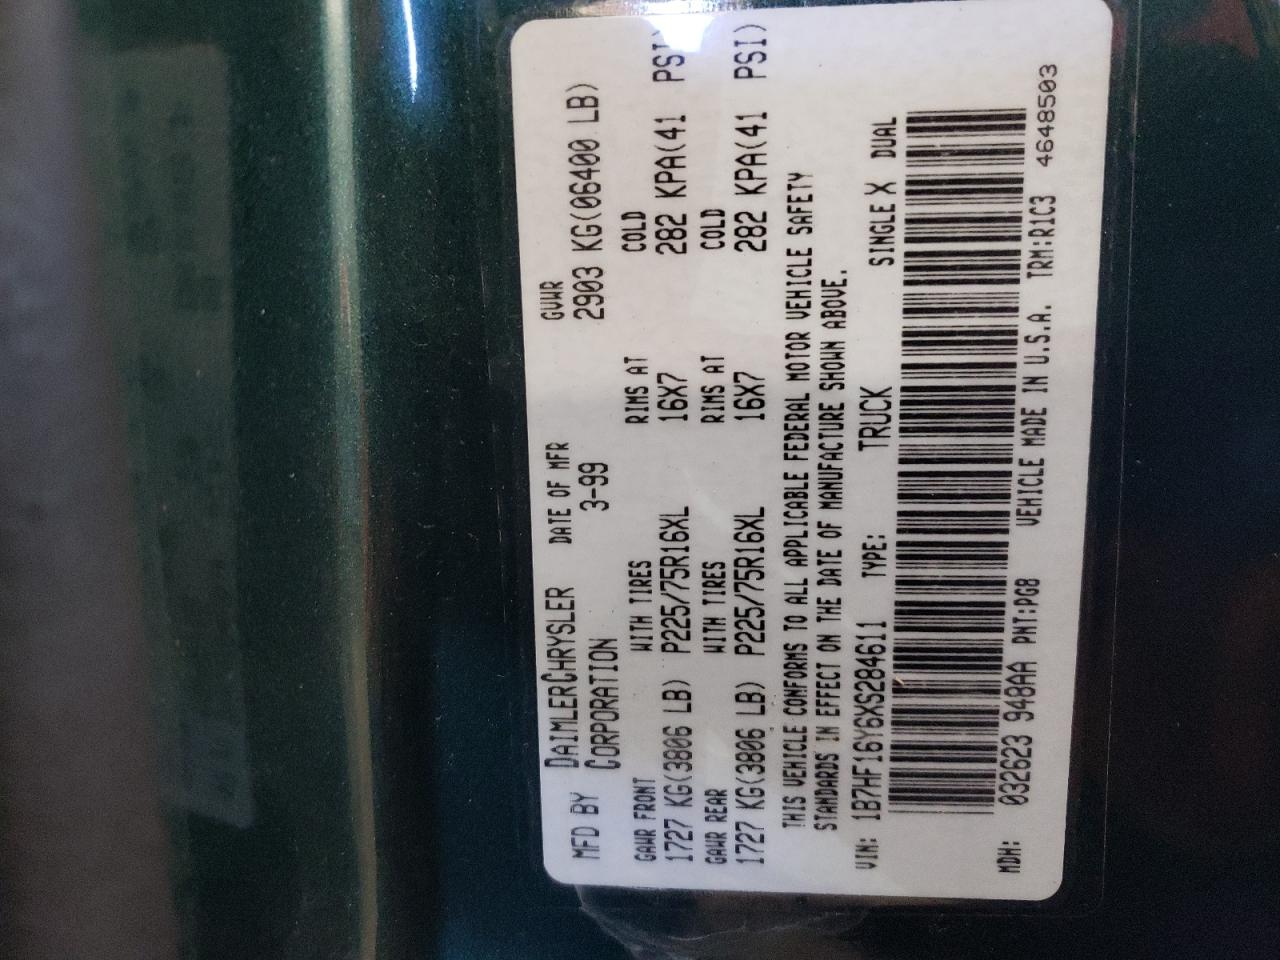 MFD BY DAIMLERCHRYSLER CORPORATION DATE OF MFR 3-99 GVWR 2903 KG(06400 LB)
GAWR FRONT WITH TIRES RIMS AT COLD
1727 KG(3806 LB) P225/75R16XL 16X7 282 KPA(41 PSI)
GAWR REAR WITH TIRES RIMS AT COLD
1727 KG(3806 LB) P225/75R16XL 16X7 282 KPA(41 PSI)
THIS VEHICLE CONFORMS TO ALL APPLICABLE FEDERAL MOTOR VEHICLE SAFETY
STANDARDS IN EFFECT ON THE DATE OF MANUFACTURE SHOWN ABOVE.
VIN: 1B7HF16Y6XS284611 TYPE: TRUCK SINGLE X DUAL
MDH: 032623 948AA PNT:PG8 VEHICLE MADE IN U.S.A. TRM:R1C3 4648503